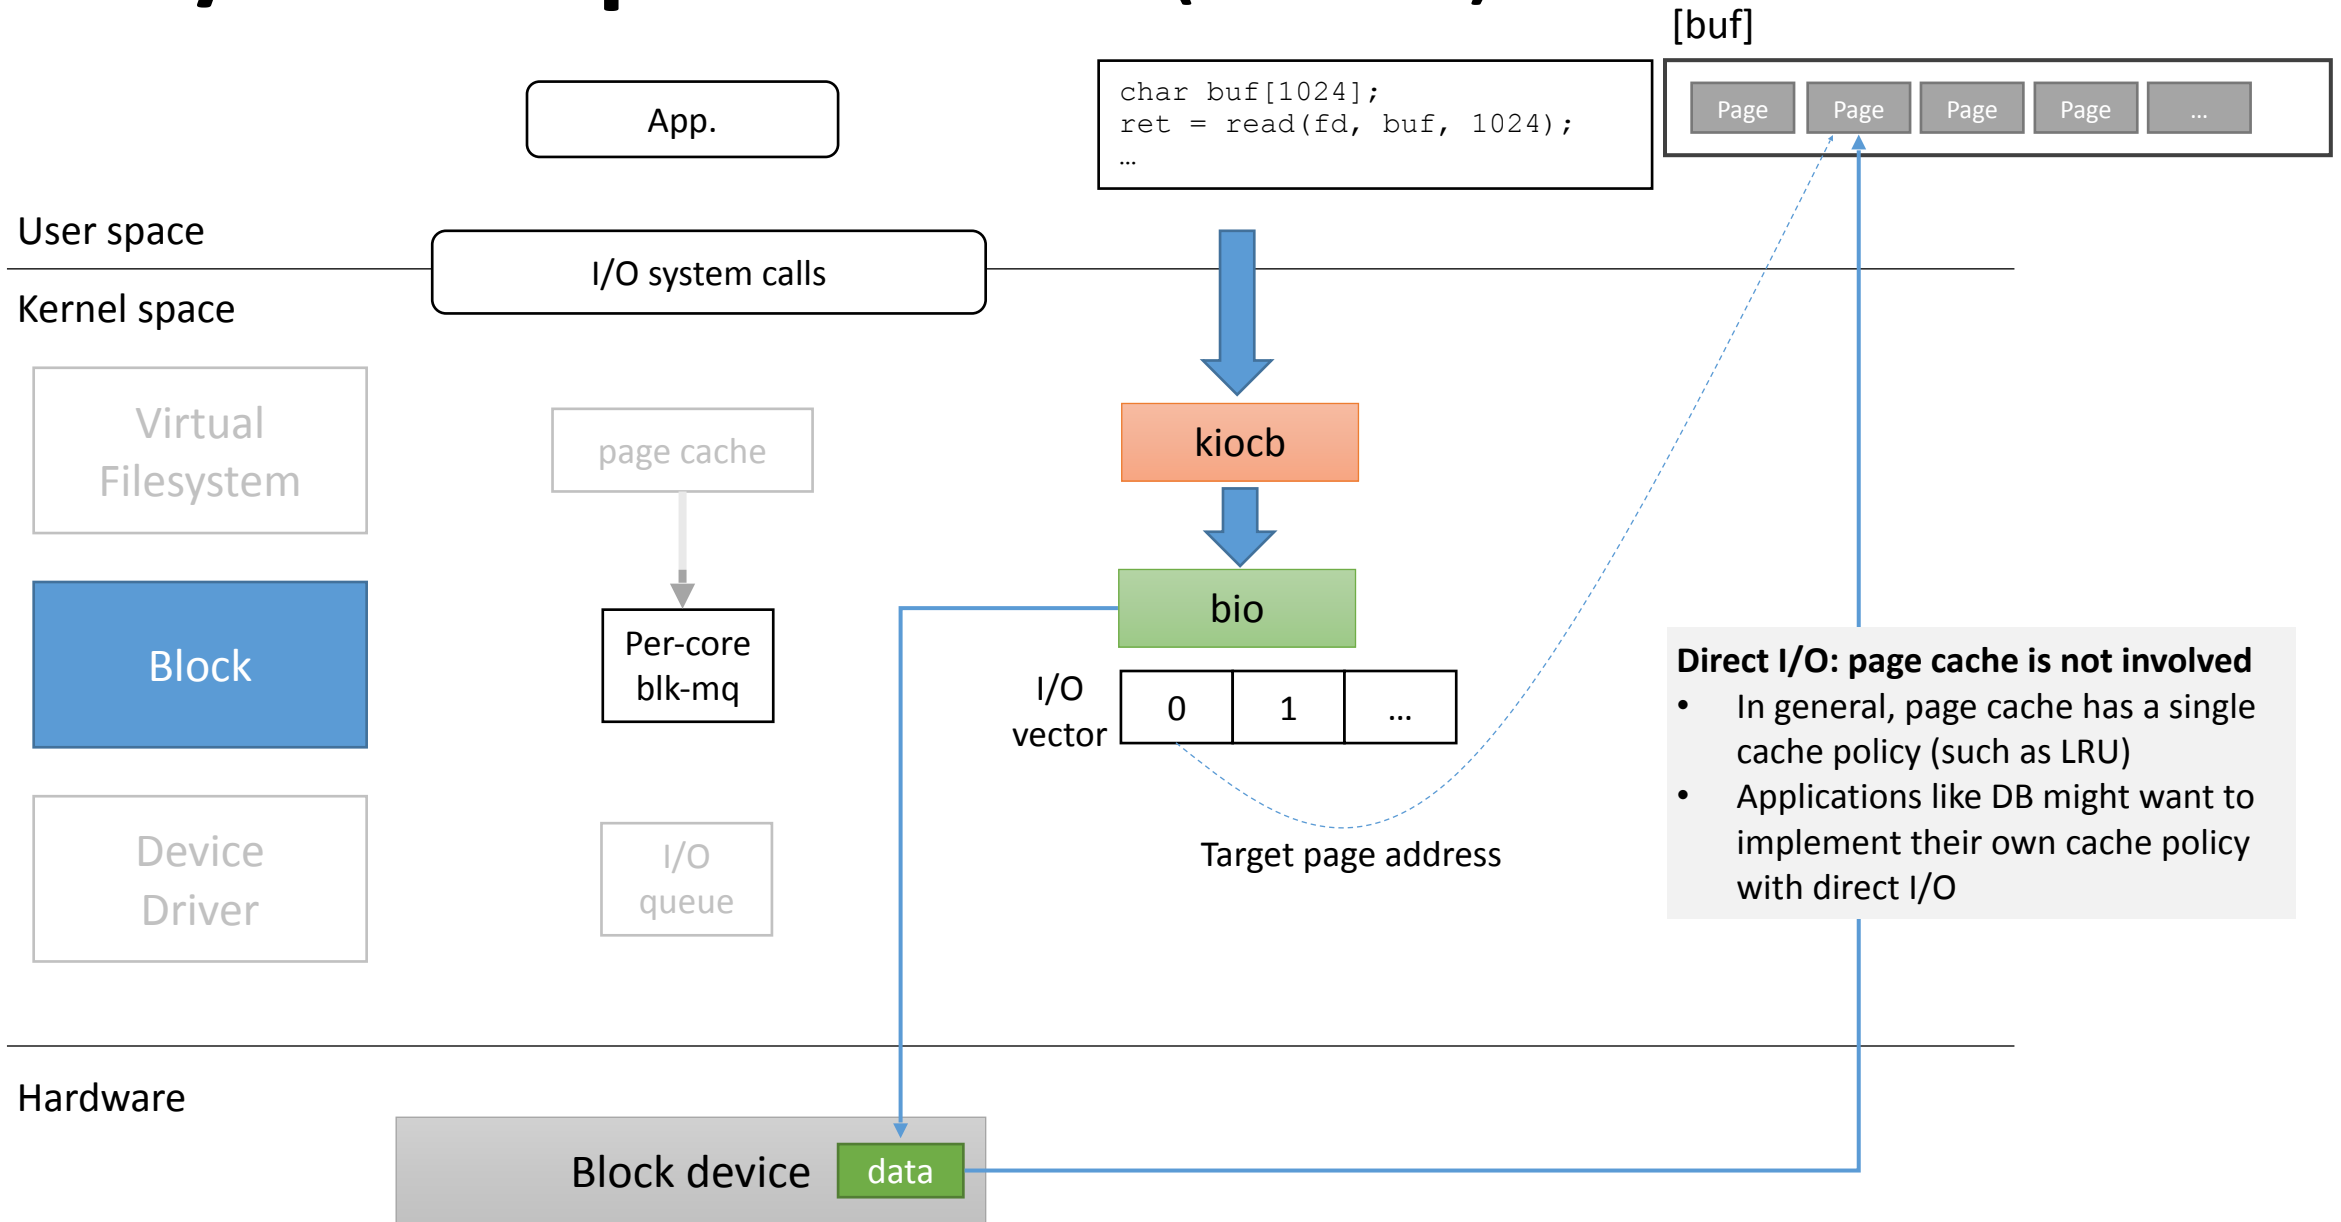 [buf]
App.
char buf[1024];
ret = read(fd, buf, 1024);
…
Page
Page
Page
Page
...
User space
I/O system calls
Kernel space
Virtual
Filesystem
page cache
kiocb
Block
Per-core
blk-mq
bio
I/O
vector
0
1
...
Target page address
Direct I/O: page cache is not involved
• In general, page cache has a single
cache policy (such as LRU)
• Applications like DB might want to
implement their own cache policy
with direct I/O
Device
Driver
I/O
queue
Hardware
Block device
data